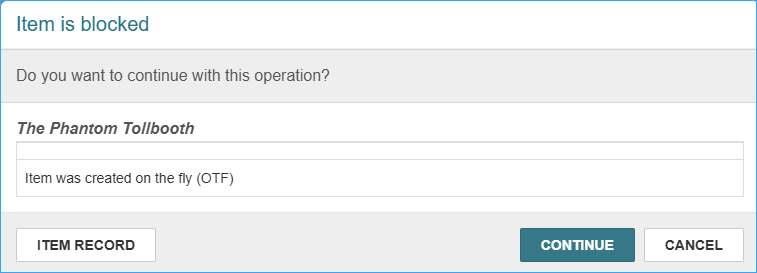 Item is blocked
Do you want to continue with this operation?
The Phantom Tollbooth
Item was created on the fly (OTF)
ITEM RECORD CONTINUE CANCEL